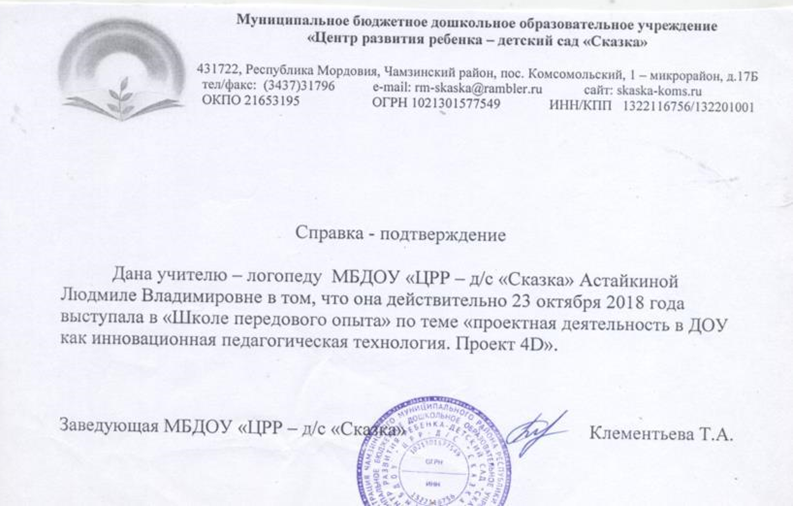 Муниципальное бюджетное дошкольное образовательное учреждение
«Центр развития ребенка – детский сад «Сказка»
431722, Республика Мордовия, Чамзинский район, пос. Комсомольский, 1 – микрорайон, д.17Б
тел/факс: (3437)31796 e-mail: rm-skaska@rambler.ru сайт: skaska-koms.ru
ОКПО 21653195 ОГРН 1021301577549 ИНН/КПП 1322116756/132201001
Справка - подтверждение
Дана учителю – логопеду МБДОУ «ЦРР – д/с «Сказка» Астайкиной
Людмиле Владимировне в том, что она действительно 23 октября 2018 года
выступала в «Школе передового опыта» по теме «проектная деятельность в ДОУ
как инновационная педагогическая технология. Проект 4D».
Заведующая МБДОУ «ЦРР – д/с «Сказка» Клементьева Т.А.
ОГРН
ИНН